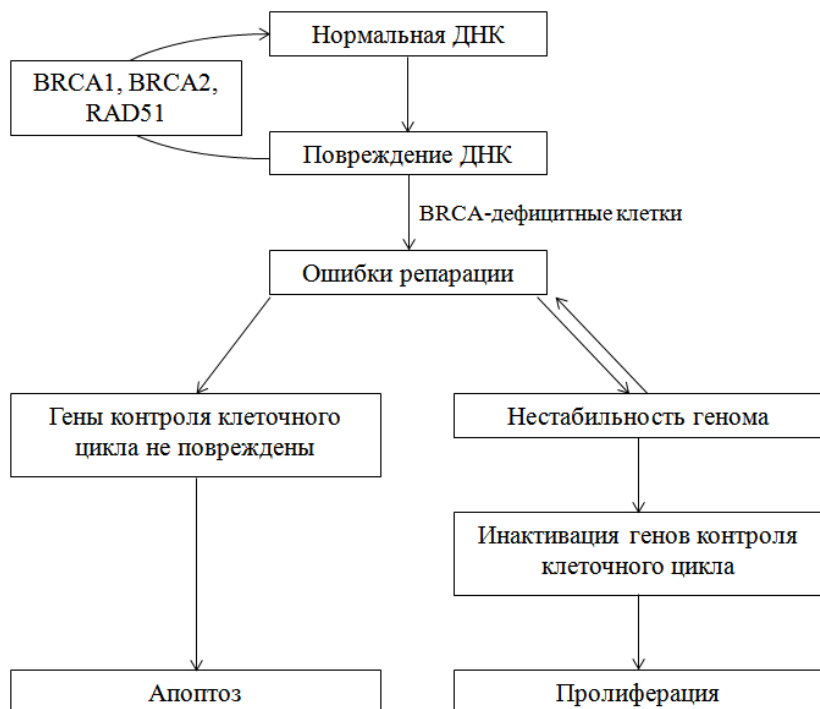 Нормальная ДНК
BRCA1, BRCA2,
RAD51
Повреждение ДНК
BRCA-дефицитные клетки
Ошибки репарации
Гены контроля клеточного
цикла не повреждены
Нестабильность генома
Инактивация генов контроля
клеточного цикла
Апоптоз
Пролиферация